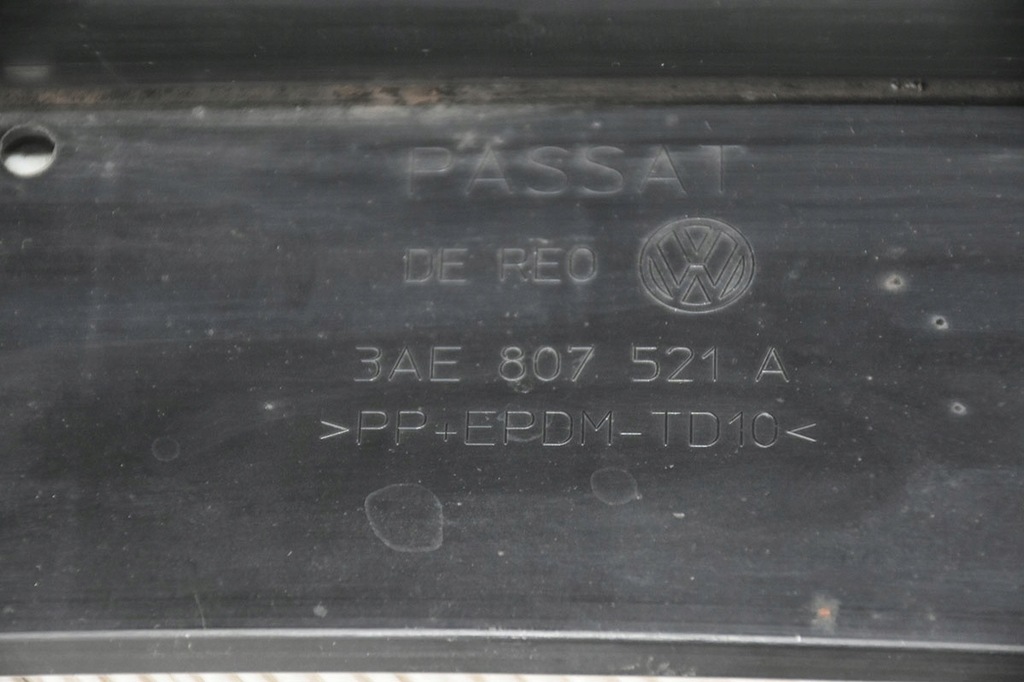 PASSAT
DE REO
3AE 807 521 A
>PP+EPDM-TD10<